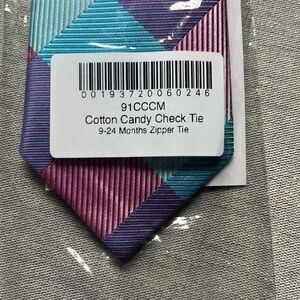 00193720060246
91CCCM
Cotton Candy Check Tie
9-24 Months Zipper Tie